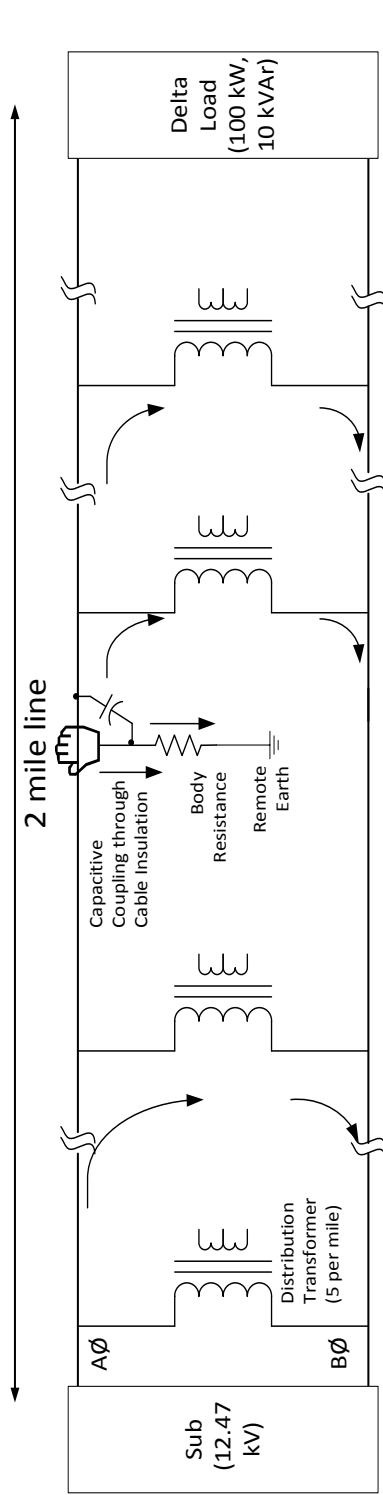 2 mile line
Sub
(12.47
kV)
AØ
BØ
Distribution
Transformer
(5 per mile)
Capacitive
Coupling through
Cable Insulation
Body
Resistance
Remote
Earth
Delta
Load
(100 kW,
10 kVAr)